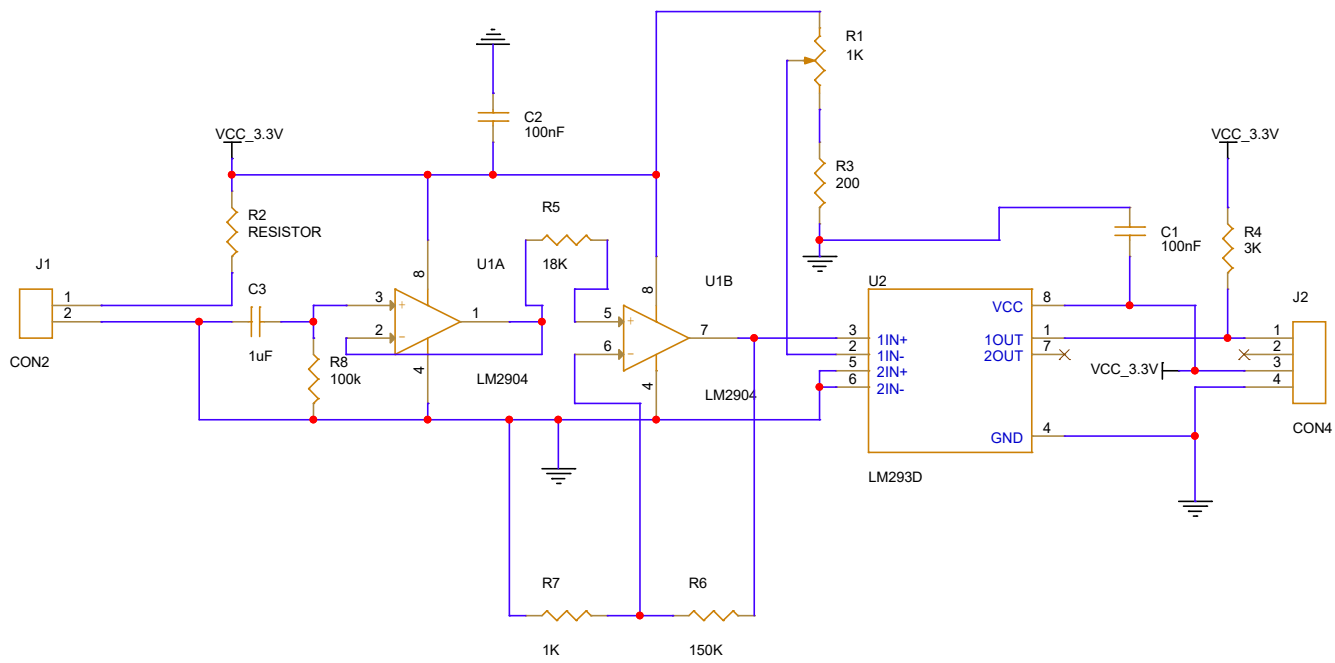 R1
1K
C2
100nF
VCC_3.3V
VCC_3.3V
R3
200
R2
RESISTOR
R5
18K
C1
100nF
R4
3K
J1
1
2
CON2
C3
1uF
R8
100k
8
U1A
3
+
2
−
1
4
LM2904
8
U1B
5
+
6
−
7
4
LM2904
U2
3
1IN+
2
1IN-
5
2IN+
6
2IN-
VCC
8
1OUT
1
2OUT
7
GND
4
LM293D
VCC_3.3V
J2
1
2
3
4
CON4
R7
1K
R6
150K